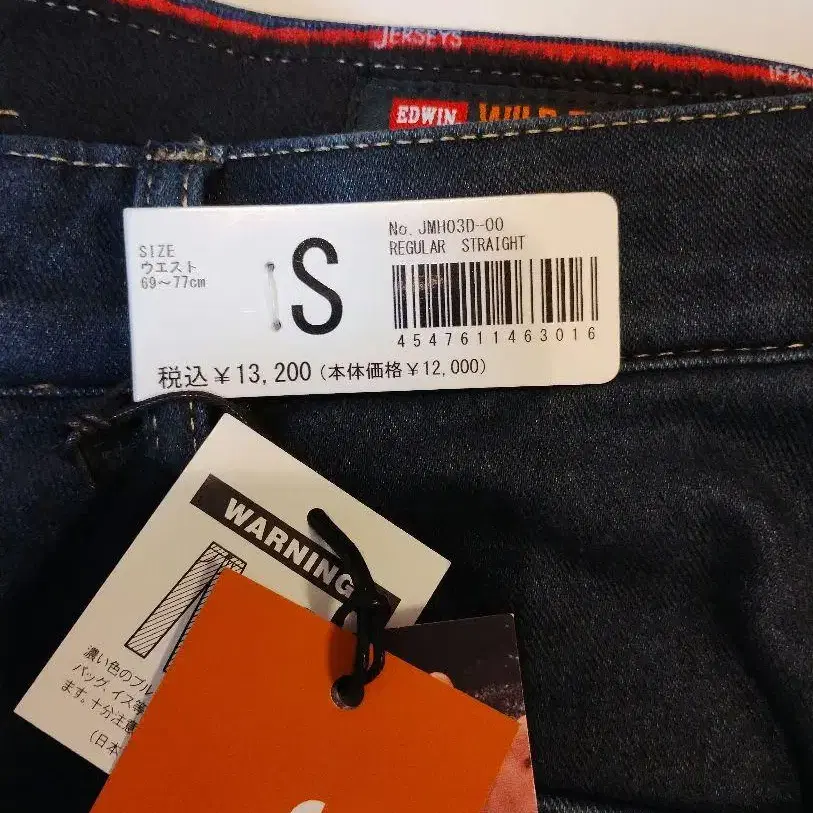 JERSEYS
JERS
EDWIN WILD F
SIZE
ウエスト
69～77cm
S
No. JMH03D-00
REGULAR STRAIGHT
4547611463016
税込￥13,200(本体価格￥12,000)
WARNING
濃い色のブル
バッグ、イス等
ます。十分注意
(日本